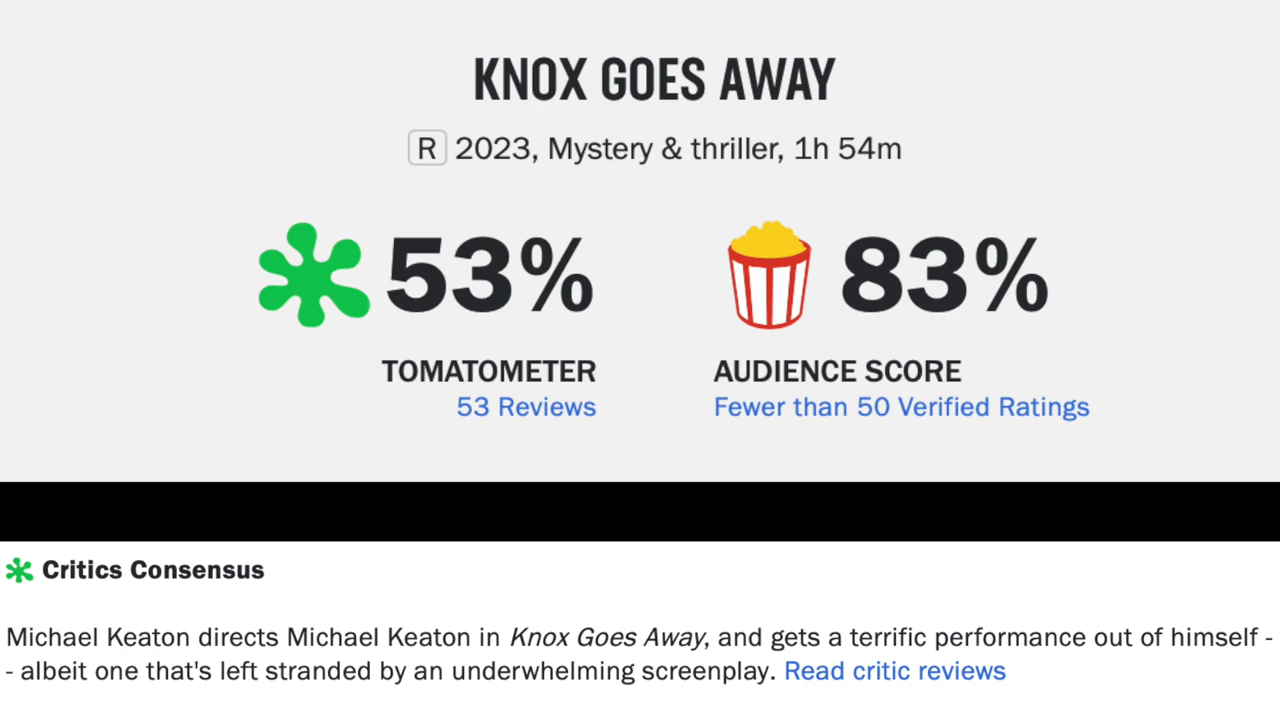 KNOX GOES AWAY
R 2023, Mystery & thriller, 1h 54m
53%
83%
TOMATOMETER
AUDIENCE SCORE
53 Reviews
Fewer than 50 Verified Ratings
Critics Consensus
Michael Keaton directs Michael Keaton in Knox Goes Away, and gets a terrific performance out of himself -
- albeit one that's left stranded by an underwhelming screenplay. Read critic reviews